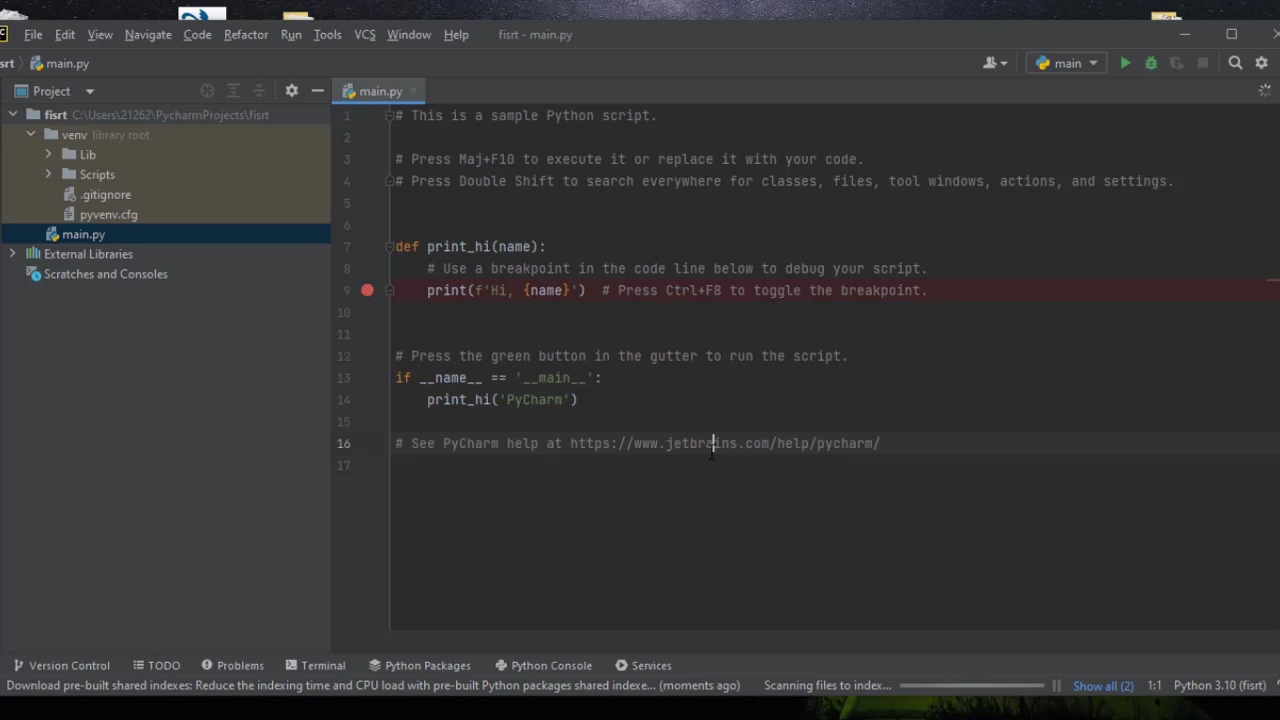 File Edit View Navigate Code Refactor Run Tools VCS Window Help fisrt - main.py
main.py
main
Project
main.py
fisrt C:\Users\21262\PycharmProjects\fisrt
venv library root
Lib
Scripts
.gitignore
pyvenv.cfg
main.py
External Libraries
Scratches and Consoles
1 # This is a sample Python script.
2
3 # Press Maj+F10 to execute it or replace it with your code.
4 # Press Double Shift to search everywhere for classes, files, tool windows, actions, and settings.
5
6
7 def print_hi(name):
8 # Use a breakpoint in the code line below to debug your script.
9 print(f'Hi, {name}') # Press Ctrl+F8 to toggle the breakpoint.
10
11
12 # Press the green button in the gutter to run the script.
13 if __name__ == '__main__':
14 print_hi('PyCharm')
15
16 # See PyCharm help at https://www.jetbrains.com/help/pycharm/
17
Version Control TODO Problems Terminal Python Packages Python Console Services
Download pre-built shared indexes: Reduce the indexing time and CPU load with pre-built Python packages shared indexe... (moments ago) Scanning files to index... Show all (2) 1:1 Python 3.10 (fisrt)